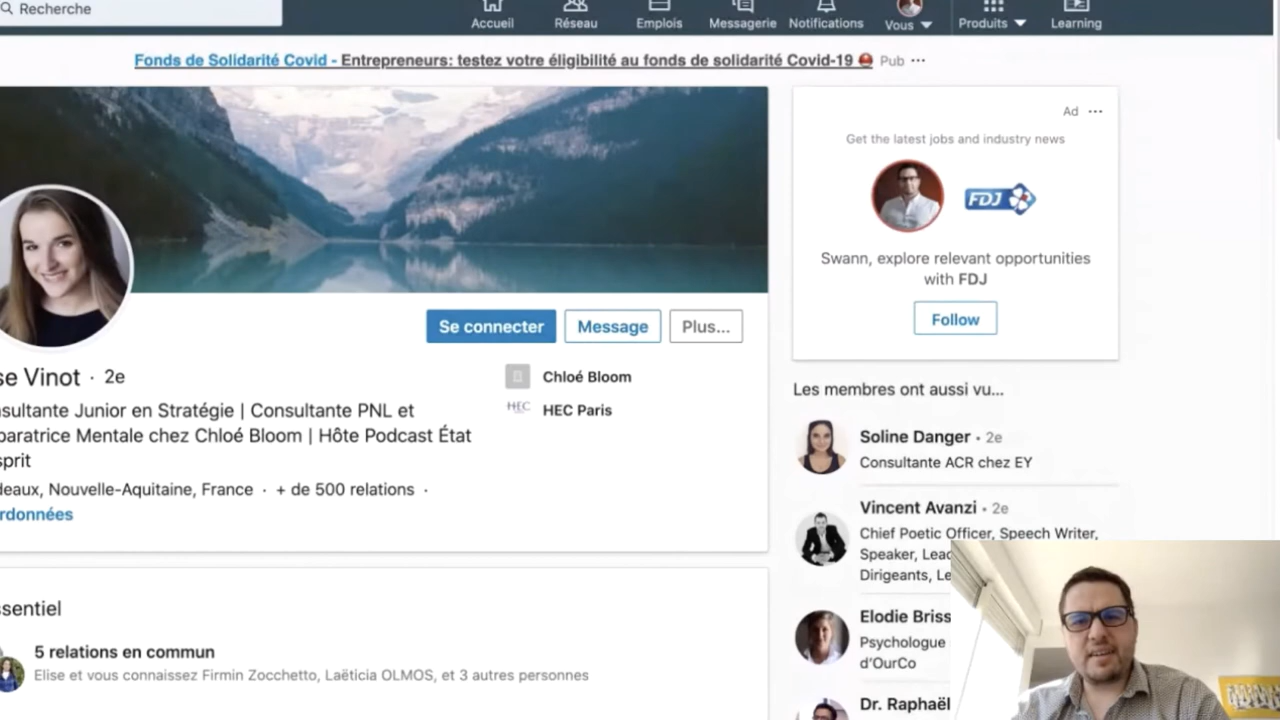 Recherche
Accueil
Réseau
Emplois
Messagerie
Notifications
Vous
Produits
Learning
Fonds de Solidarité Covid - Entrepreneurs: testez votre éligibilité au fonds de solidarité Covid-19
Pub
Se connecter
Message
Plus...
se Vinot · 2e
nsultante Junior en Stratégie | Consultante PNL et
paratrice Mentale chez Chloé Bloom | Hôte Podcast État
sprit
deaux, Nouvelle-Aquitaine, France · + de 500 relations ·
rdonnées
Chloé Bloom
HEC
HEC Paris
ssentiel
5 relations en commun
Elise et vous connaissez Firmin Zocchetto, Laëticia OLMOS, et 3 autres personnes
Ad
Get the latest jobs and industry news
FDJ
Swann, explore relevant opportunities
with FDJ
Follow
Les membres ont aussi vu...
Soline Danger • 2e
Consultante ACR chez EY
Vincent Avanzi • 2e
Chief Poetic Officer, Speech Writer,
Speaker, Lead
Dirigeants, Le
Elodie Briss
Psychologue
d'OurCo
Dr. Raphaël